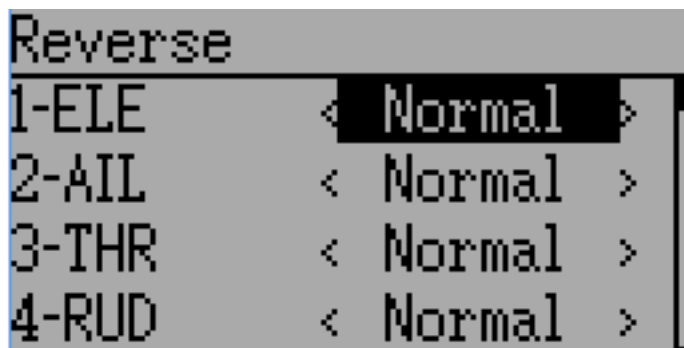 Reverse
1-ELE < Normal >
2-AIL < Normal >
3-THR < Normal >
4-RUD < Normal >